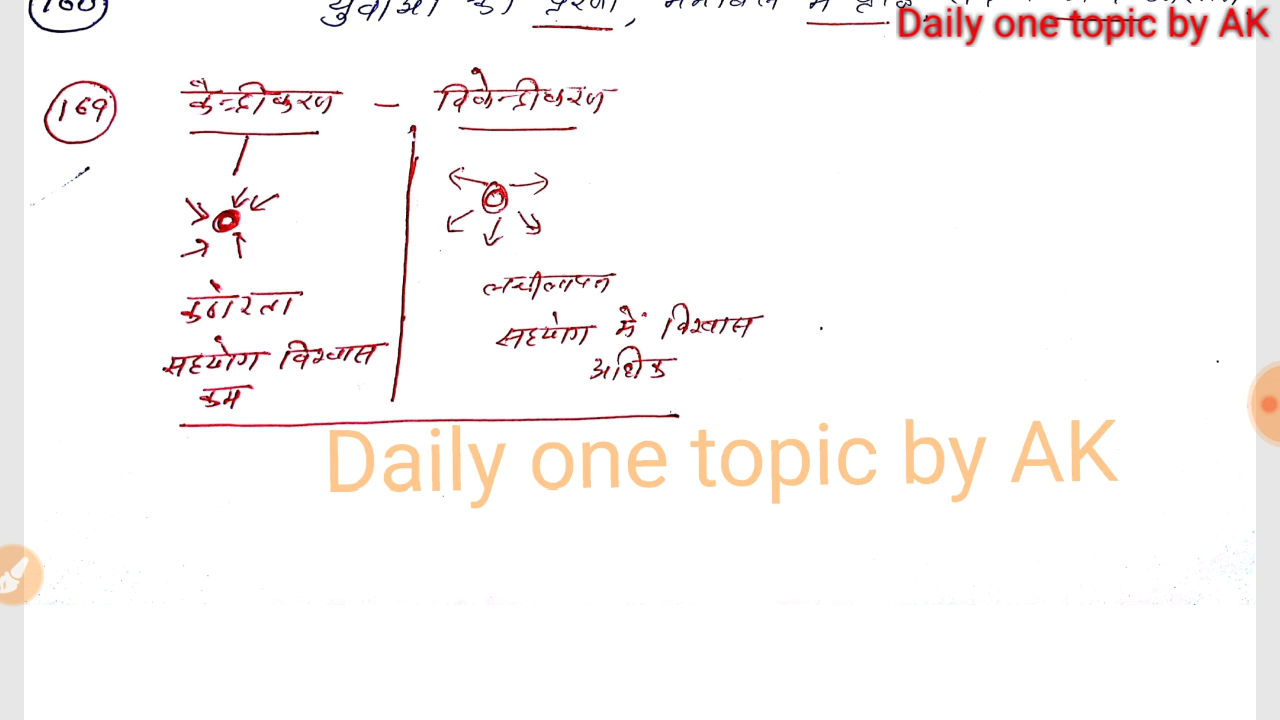 युवाओं को प्रेरणा, में
Daily one topic by AK
169 केन्द्रीकरण - विकेन्द्रीकरण
कठोरता
लचीलापन
सहयोग विश्वास
कम
सहयोग में विश्वास
अधिक
Daily one topic by AK